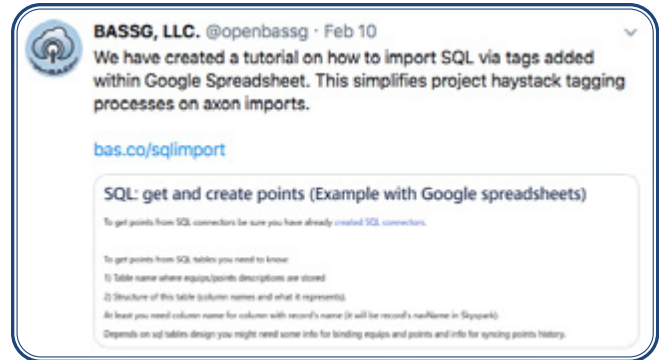 BASSG, LLC. @openbassg · Feb 10
We have created a tutorial on how to import SQL via tags added
within Google Spreadsheet. This simplifies project haystack tagging
processes on axon imports.
bas.co/sqlimport
SQL: get and create points (Example with Google spreadsheets)
To get points from SQL connectors be sure you have already created SQL connectors.
To get points from SQL tables you need to know:
1) Table name where equips/points descriptions are stored
2) Structure of this table (column names and what it represents).
At least you need column name for column with record's name (it will be record's navName in Skyspark).
Depends on sql tables design you might need some info for binding equips and points and info for syncing points history.